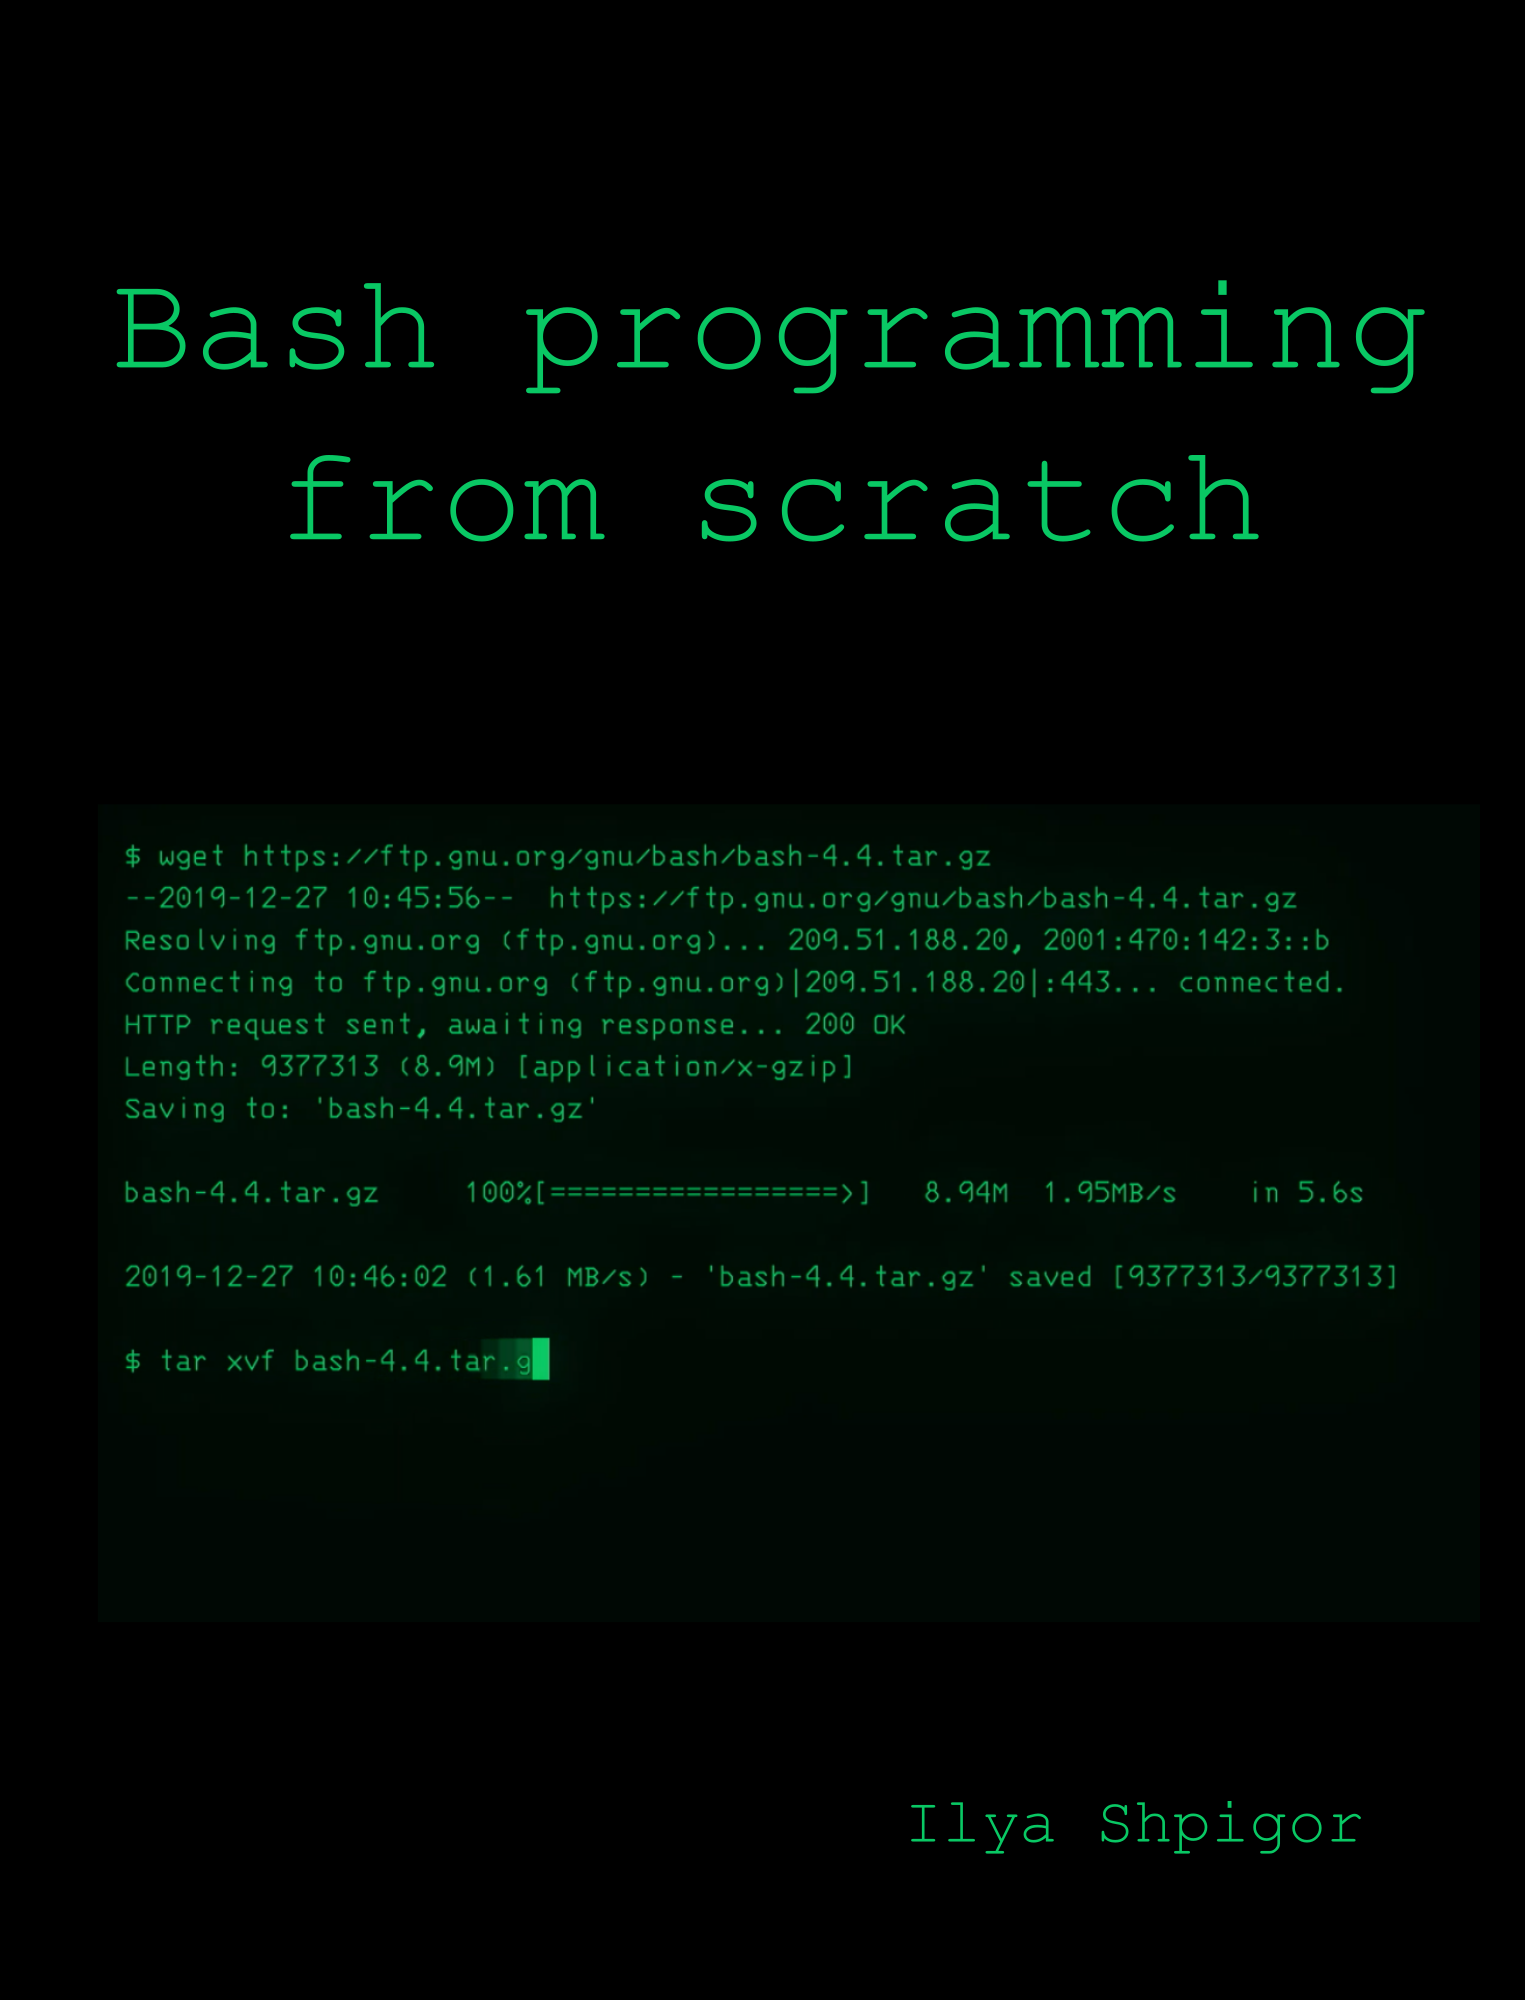 Bash programming
from scratch
$ wget https://ftp.gnu.org/gnu/bash/bash-4.4.tar.gz
--2019-12-27 10:45:56--  https://ftp.gnu.org/gnu/bash/bash-4.4.tar.gz
Resolving ftp.gnu.org (ftp.gnu.org)... 209.51.188.20, 2001:470:142:3::b
Connecting to ftp.gnu.org (ftp.gnu.org)|209.51.188.20|:443... connected.
HTTP request sent, awaiting response... 200 OK
Length: 9377313 (8.9M) [application/x-gzip]
Saving to: 'bash-4.4.tar.gz'
bash-4.4.tar.gz     100%[=================>]   8.94M  1.95MB/s    in 5.6s
2019-12-27 10:46:02 (1.61 MB/s) - 'bash-4.4.tar.gz' saved [9377313/9377313]
$ tar xvf bash-4.4.tar.g
Ilya Shpigor